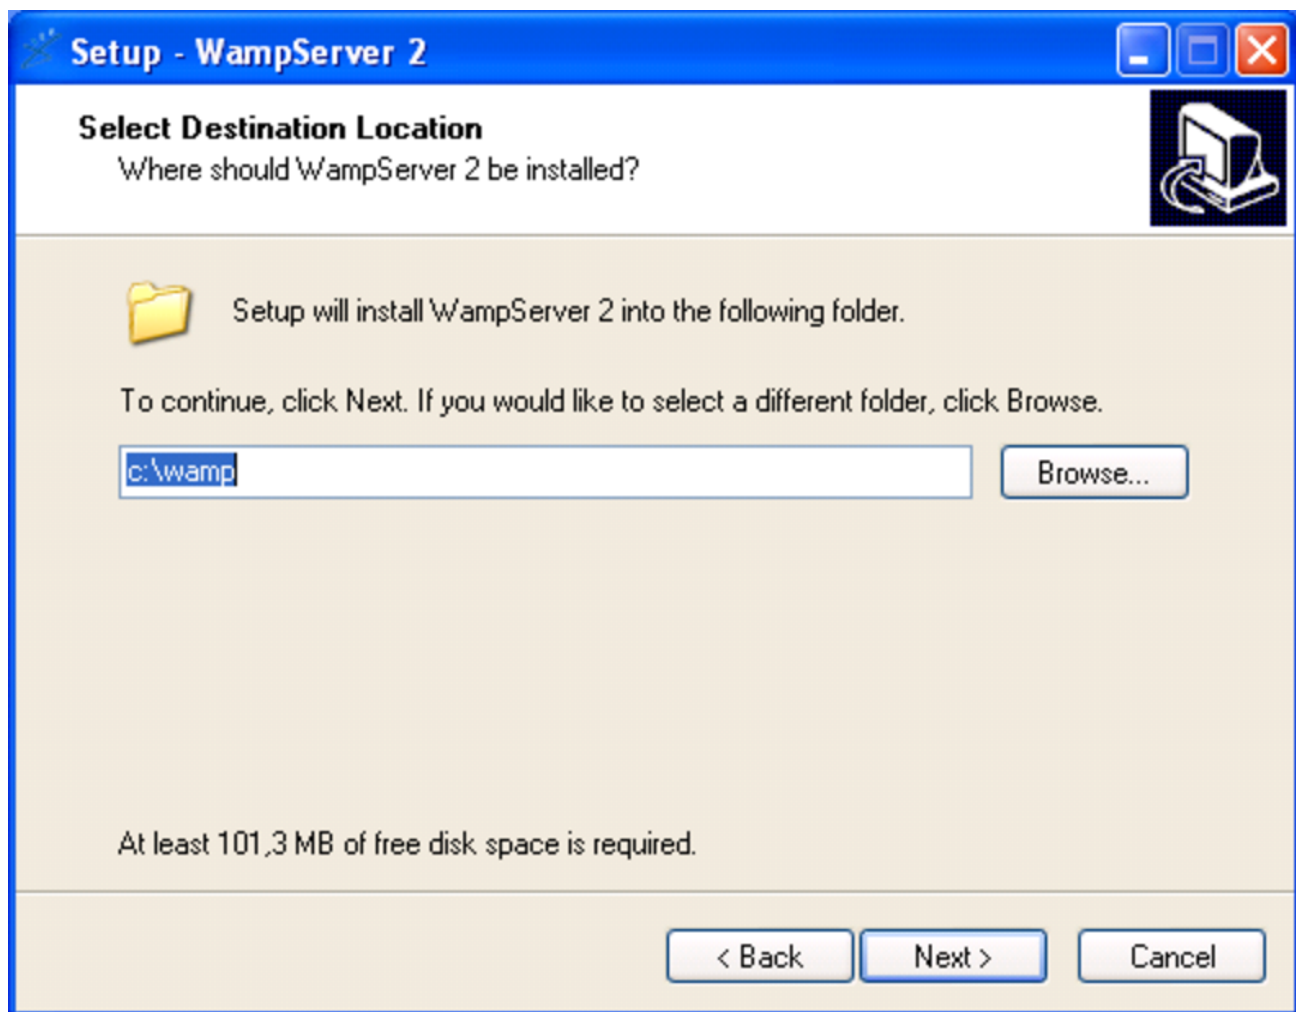 Setup - WampServer 2
Select Destination Location
Where should WampServer 2 be installed?
Setup will install WampServer 2 into the following folder.
To continue, click Next. If you would like to select a different folder, click Browse.
c:\wamp
Browse...
At least 101,3 MB of free disk space is required.
< Back
Next >
Cancel